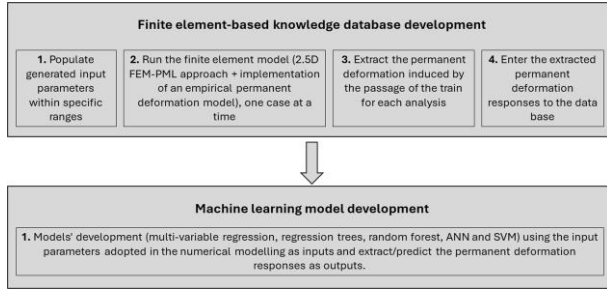 Finite element-based knowledge database development
1. Populate
generated input
parameters
within specific
ranges
2. Run the finite element model (2.5D
FEM-PML approach + implementation
of an empirical permanent
deformation model), one case at a
time
3. Extract the permanent
deformation induced by
the passage of the train
for each analysis
4. Enter the extracted
permanent
deformation
responses to the data
base
Machine learning model development
1. Models' development (multi-variable regression, regression trees, random forest, ANN and SVM) using the input
parameters adopted in the numerical modelling as inputs and extract/predict the permanent deformation
responses as outputs.